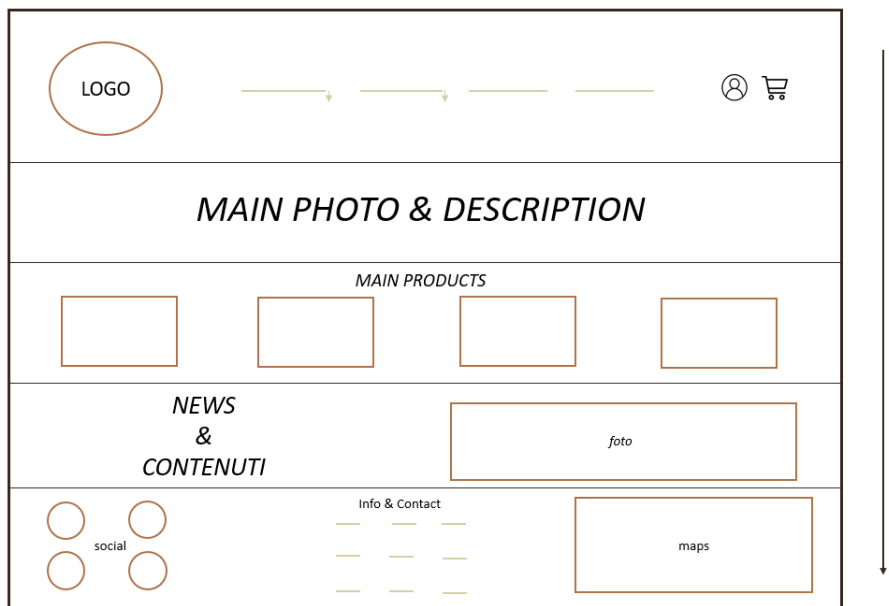 LOGO
MAIN PHOTO & DESCRIPTION
MAIN PRODUCTS
NEWS
&
CONTENUTI
foto
Info & Contact
social
maps